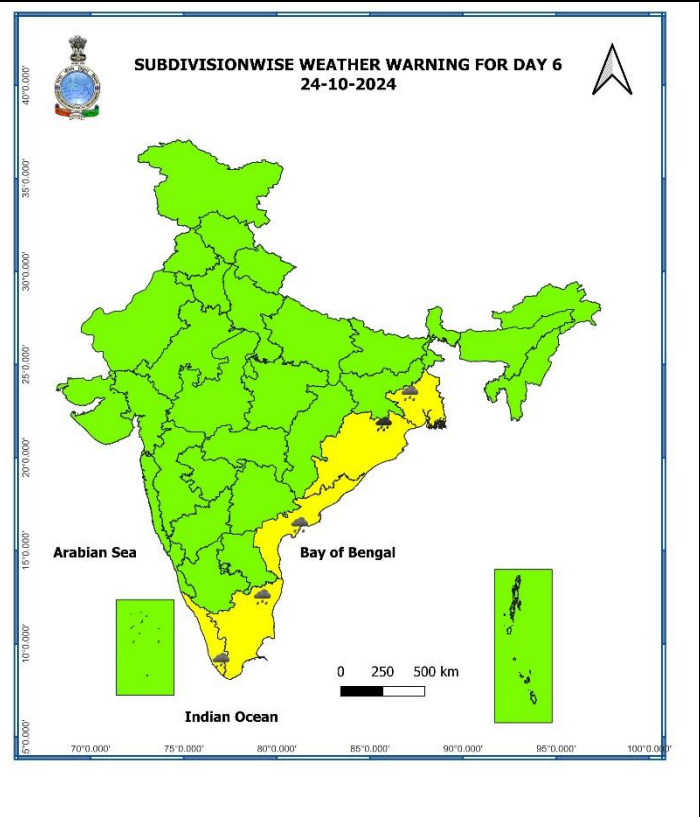 SUBDIVISIONWISE WEATHER WARNING FOR DAY 6
24-10-2024
40°0.000'
35°0.000'
30°0.000'
25°0.000'
20°0.000'
15°0.000'
10°0.000'
5°0.000'
Arabian Sea
Bay of Bengal
0 250 500 km
Indian Ocean
70°0.000' 75°0.000' 80°0.000' 85°0.000' 90°0.000' 95°0.000' 100°0.000'